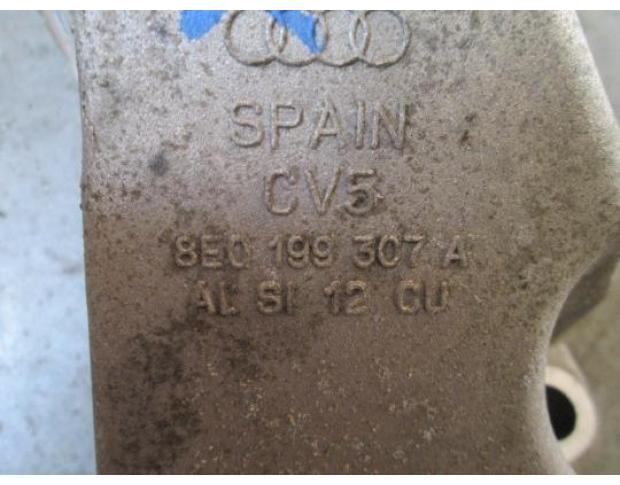 SPAIN
CV5
8E0 199 307 A
AL SI 12 CU